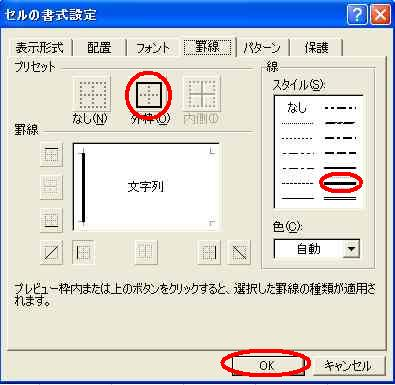 セルの書式設定
表示形式 配置 フォント 罫線 パターン 保護
プリセット
なし(N) 外枠(O) 内側(I)
罫線
文字列
線
スタイル(S):
なし
色(C):
自動
プレビュー枠内または上のボタンをクリックすると、選択した罫線の種類が適用さ
れます。
OK キャンセル